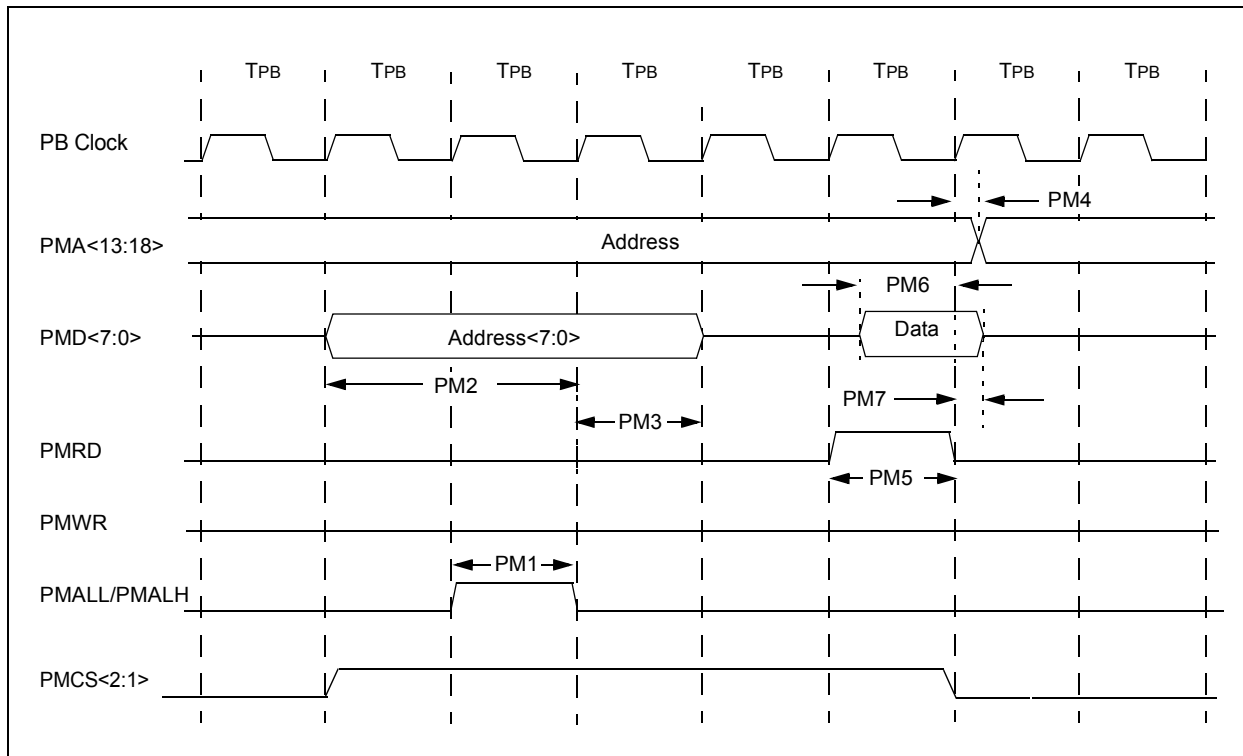 TPB TPB TPB TPB TPB TPB TPB TPB
PB Clock
PM4
PMA<13:18>
Address
PM6
PMD<7:0>
Address<7:0>
Data
PM2
PM7
PM3
PMRD
PM5
PMWR
PM1
PMALL/PMALH
PMCS<2:1>